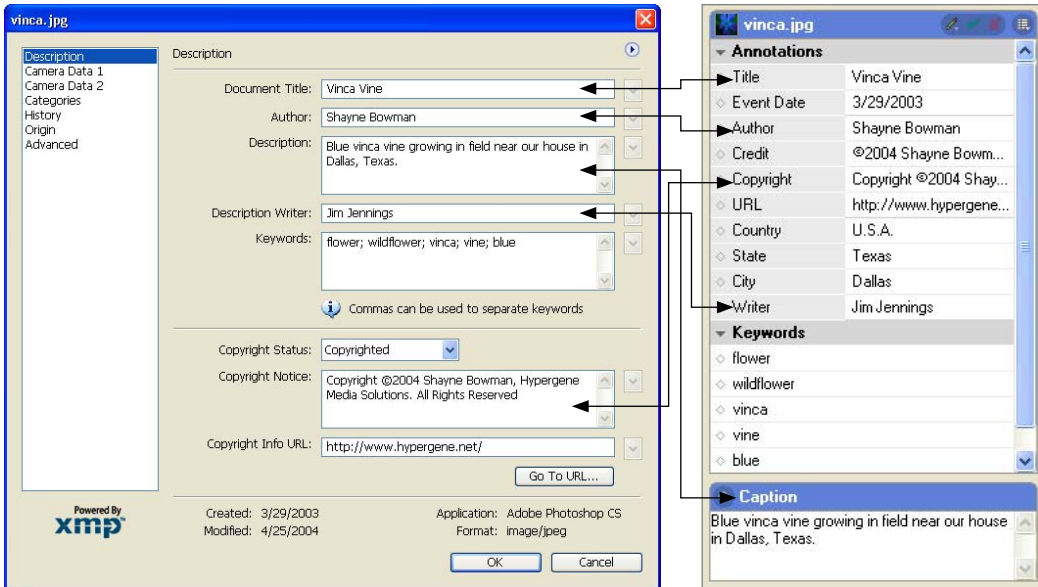 vinca.jpg
Description
Camera Data 1
Camera Data 2
Categories
History
Origin
Advanced
Powered By
xmp
Description
Document Title: Vinca Vine
Author: Shayne Bowman
Description: Blue vinca vine growing in field near our house in
Dallas, Texas.
Description Writer: Jim Jennings
Keywords: flower; wildflower; vinca; vine; blue
Commas can be used to separate keywords
Copyright Status: Copyrighted
Copyright Notice: Copyright ©2004 Shayne Bowman, Hypergene
Media Solutions. All Rights Reserved
Copyright Info URL: http://www.hypergene.net/
Go To URL...
Created: 3/29/2003 Application: Adobe Photoshop CS
Modified: 4/25/2004 Format: image/jpeg
OK Cancel
vinca.jpg
Annotations
Title Vinca Vine
Event Date 3/29/2003
Author Shayne Bowman
Credit ©2004 Shayne Bowm...
Copyright Copyright ©2004 Shay...
URL http://www.hypergene...
Country U.S.A.
State Texas
City Dallas
Writer Jim Jennings
Keywords
flower
wildflower
vinca
vine
blue
Caption
Blue vinca vine growing in field near our house
in Dallas, Texas.